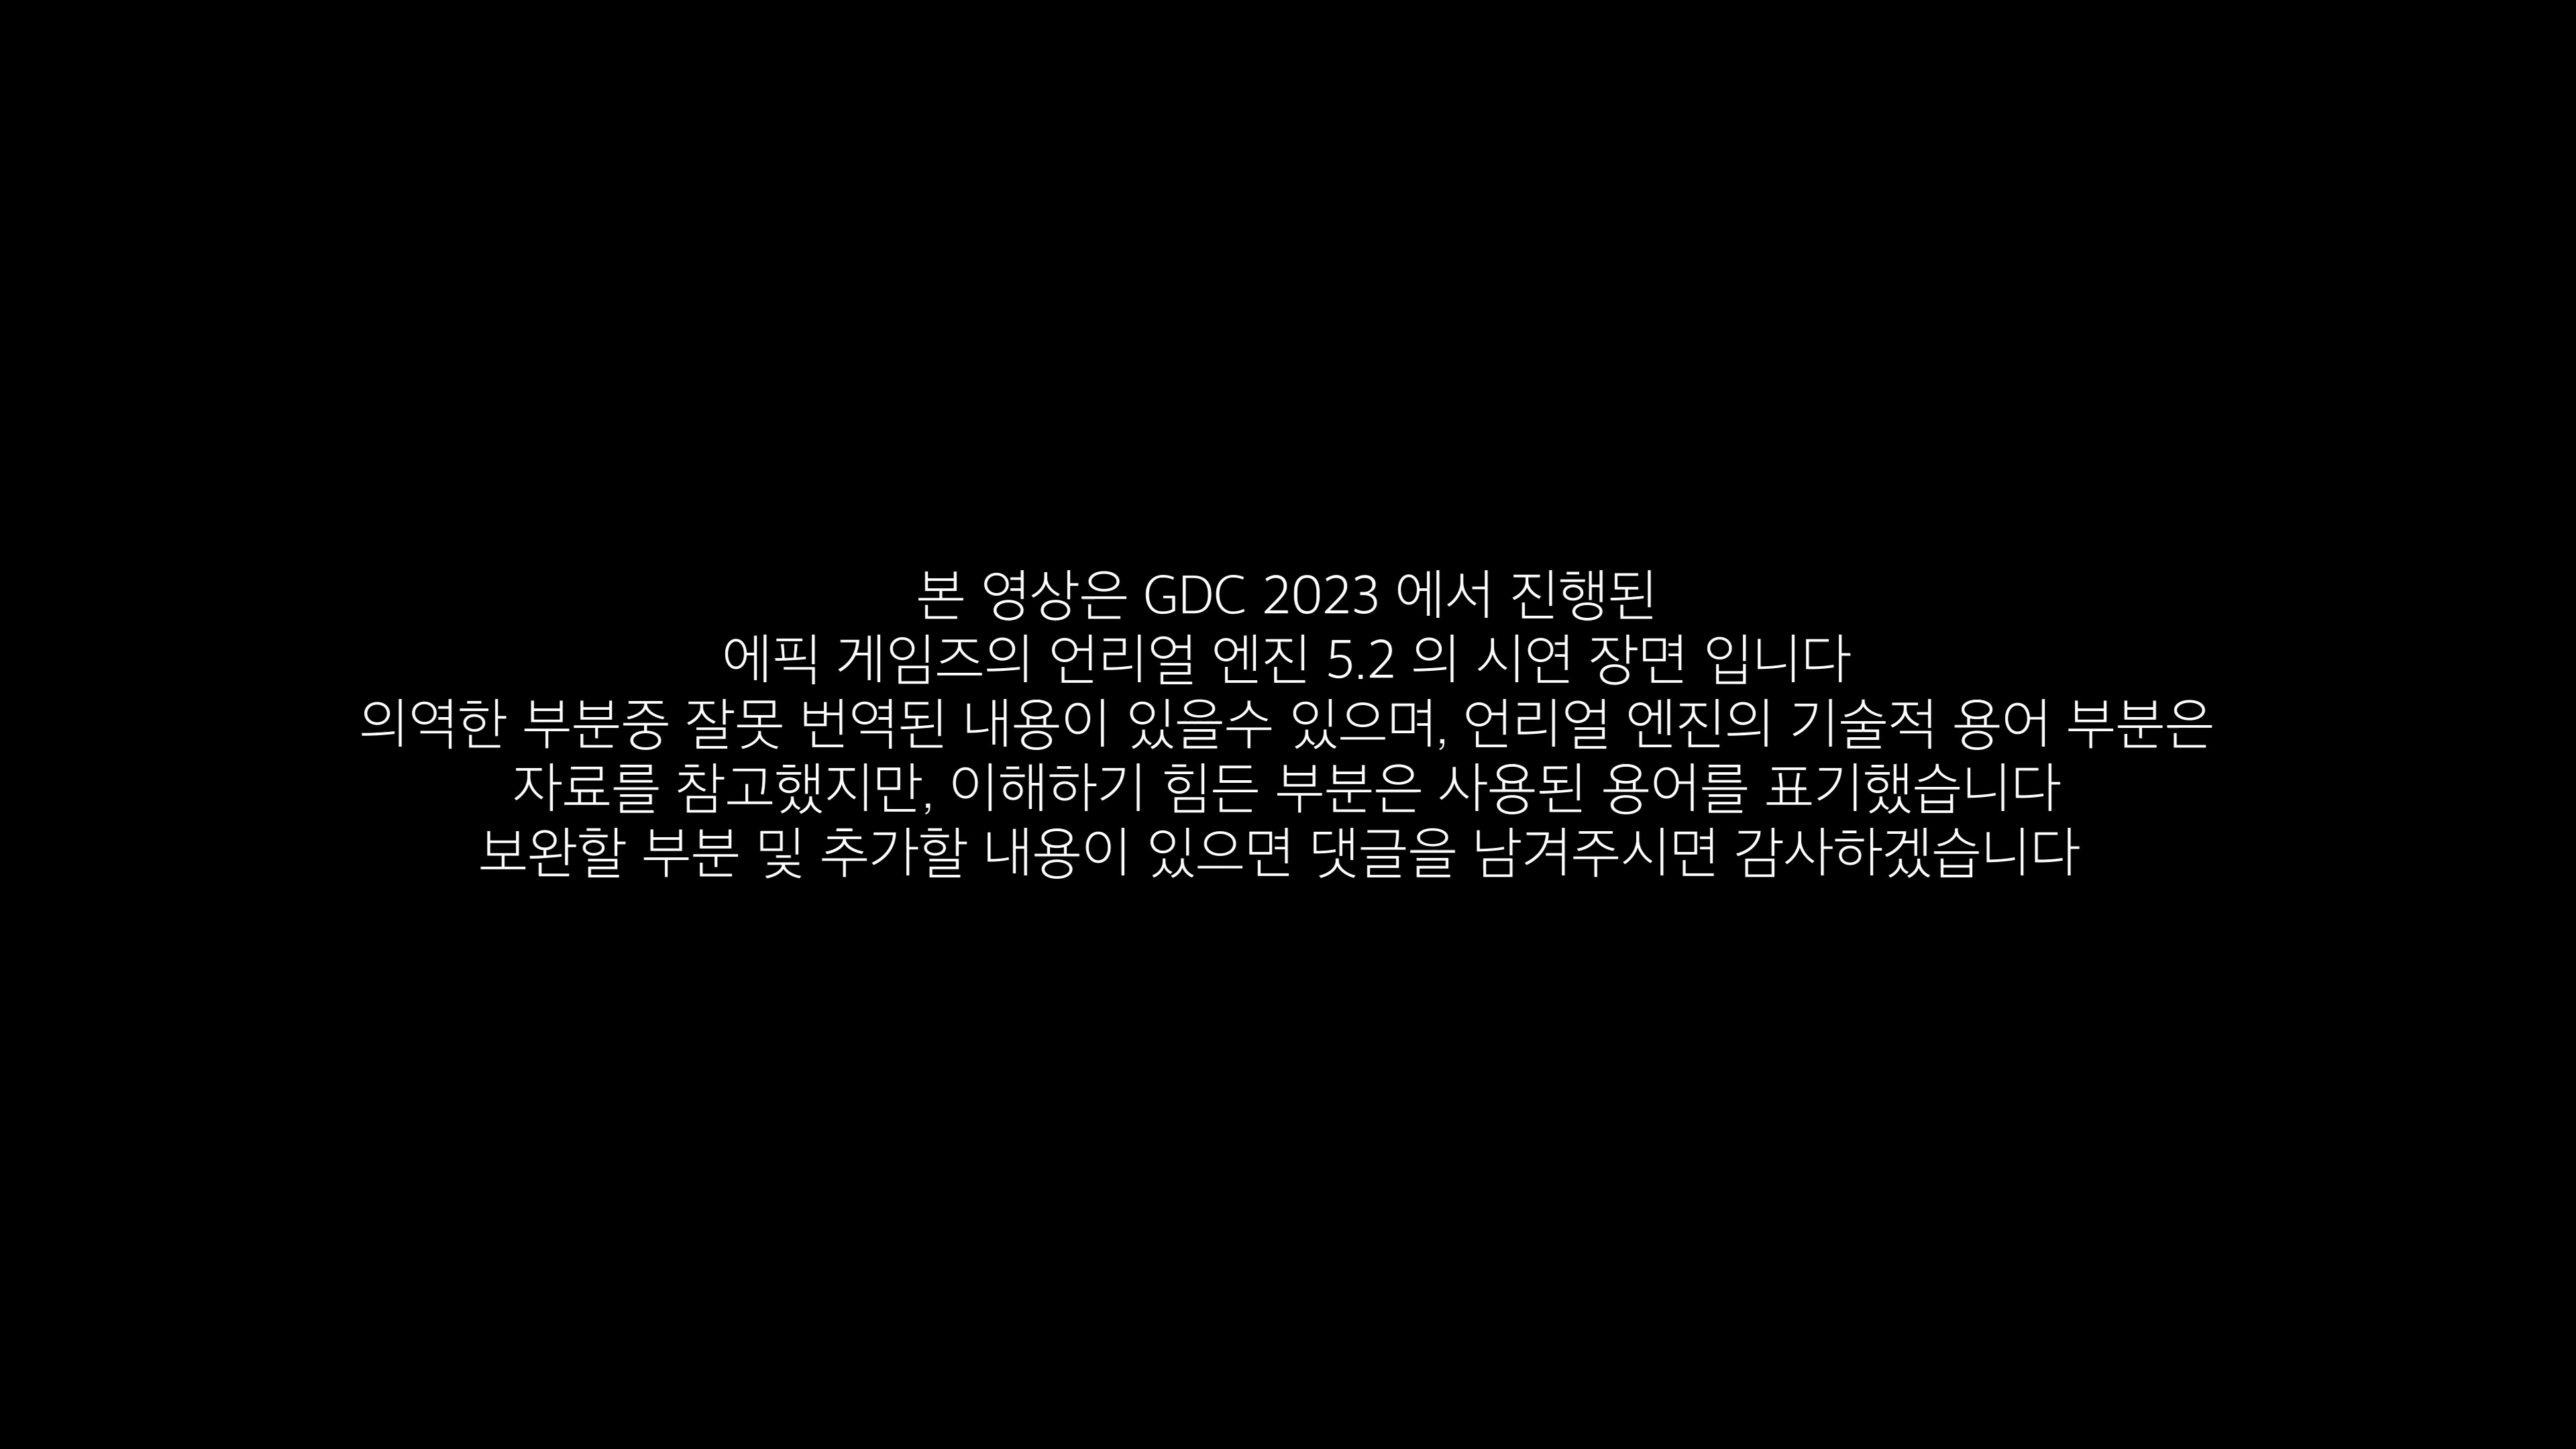 본 영상은 GDC 2023 에서 진행된
에픽 게임즈의 언리얼 엔진 5.2 의 시연 장면 입니다
의역한 부분중 잘못 번역된 내용이 있을수 있으며, 언리얼 엔진의 기술적 용어 부분은
자료를 참고했지만, 이해하기 힘든 부분은 사용된 용어를 표기했습니다
보완할 부분 및 추가할 내용이 있으면 댓글을 남겨주시면 감사하겠습니다